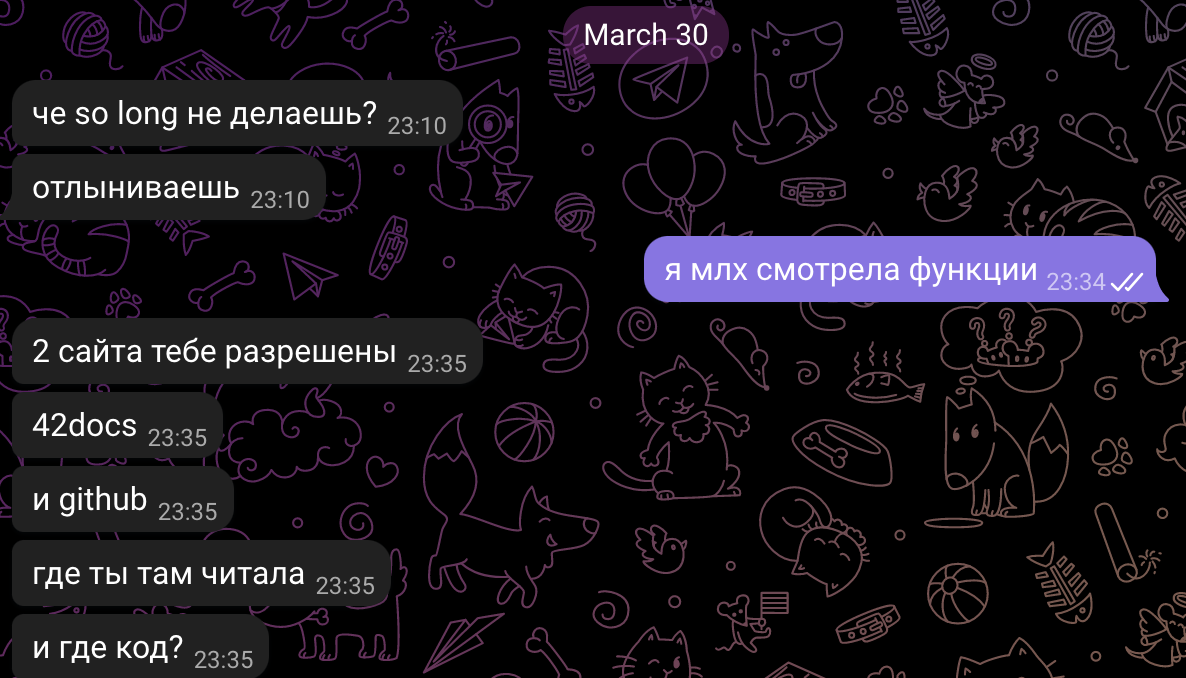 March 30
че so long не делаешь? 23:10
отлыниваешь 23:10
я млх смотрела функции 23:34
2 сайта тебе разрешены 23:35
42docs 23:35
и github 23:35
где ты там читала 23:35
и где код? 23:35